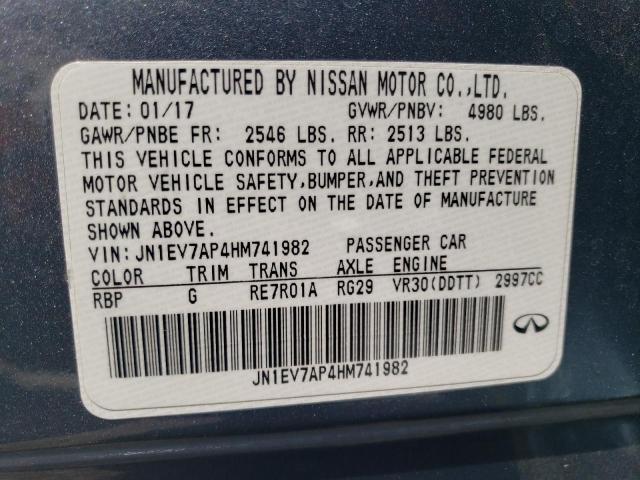 MANUFACTURED BY NISSAN MOTOR CO.,LTD.
DATE: 01/17 GVWR/PNBV: 4980 LBS.
GAWR/PNBE FR: 2546 LBS. RR: 2513 LBS.
THIS VEHICLE CONFORMS TO ALL APPLICABLE FEDERAL
MOTOR VEHICLE SAFETY,BUMPER,AND THEFT PREVENTION
STANDARDS IN EFFECT ON THE DATE OF MANUFACTURE
SHOWN ABOVE.
VIN: JN1EV7AP4HM741982 PASSENGER CAR
COLOR TRIM TRANS AXLE ENGINE
RBP G RE7R01A RG29 VR30(DDTT) 2997CC
JN1EV7AP4HM741982